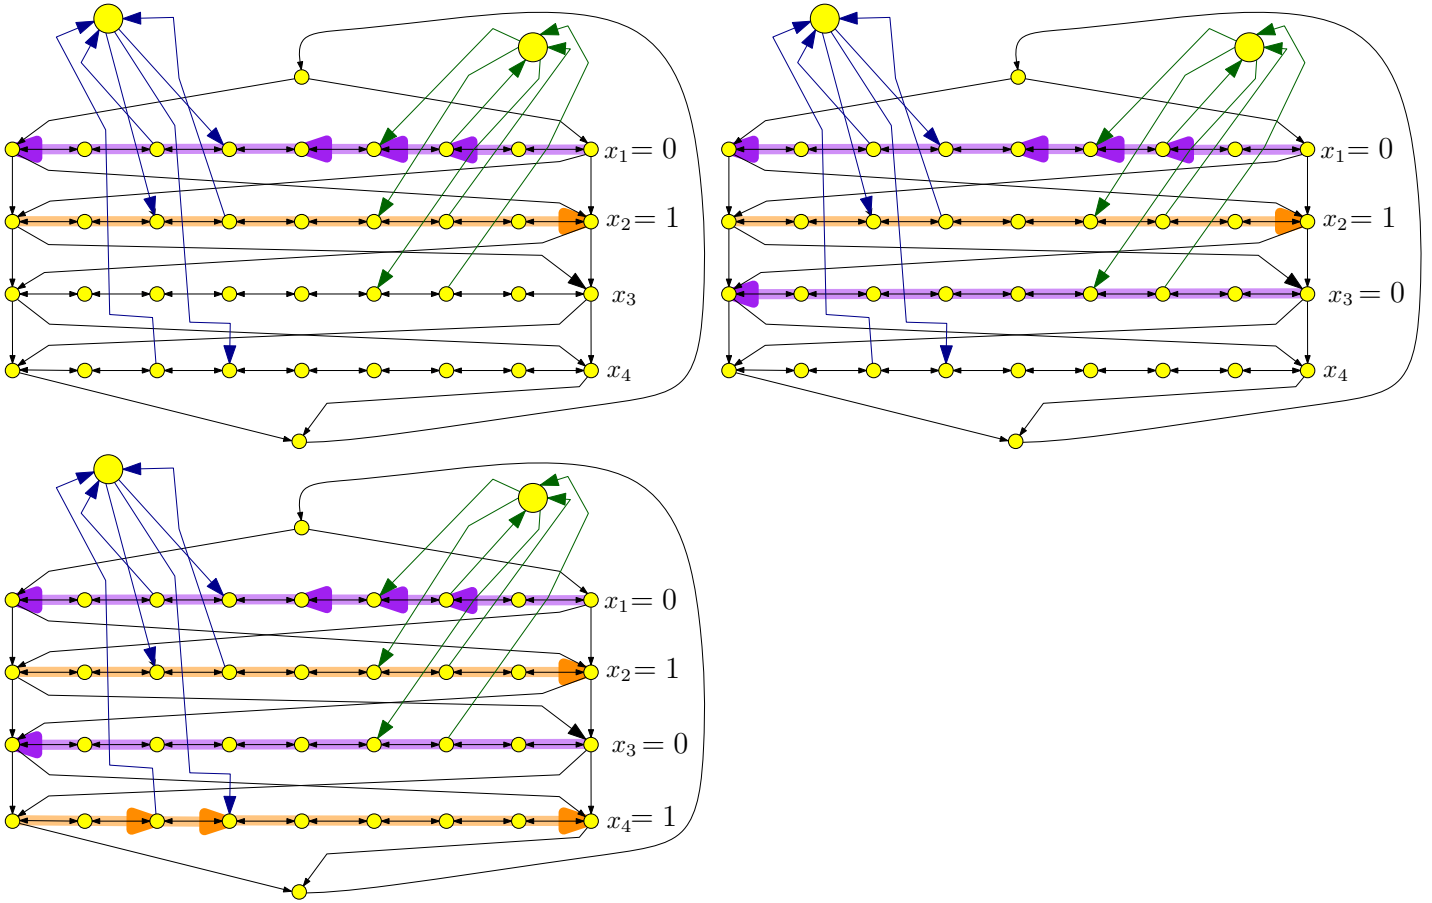 x₁ = 0
x₂ = 1
x₃
x₄
x₁ = 0
x₂ = 1
x₃ = 0
x₄
x₁ = 0
x₂ = 1
x₃ = 0
x₄ = 1